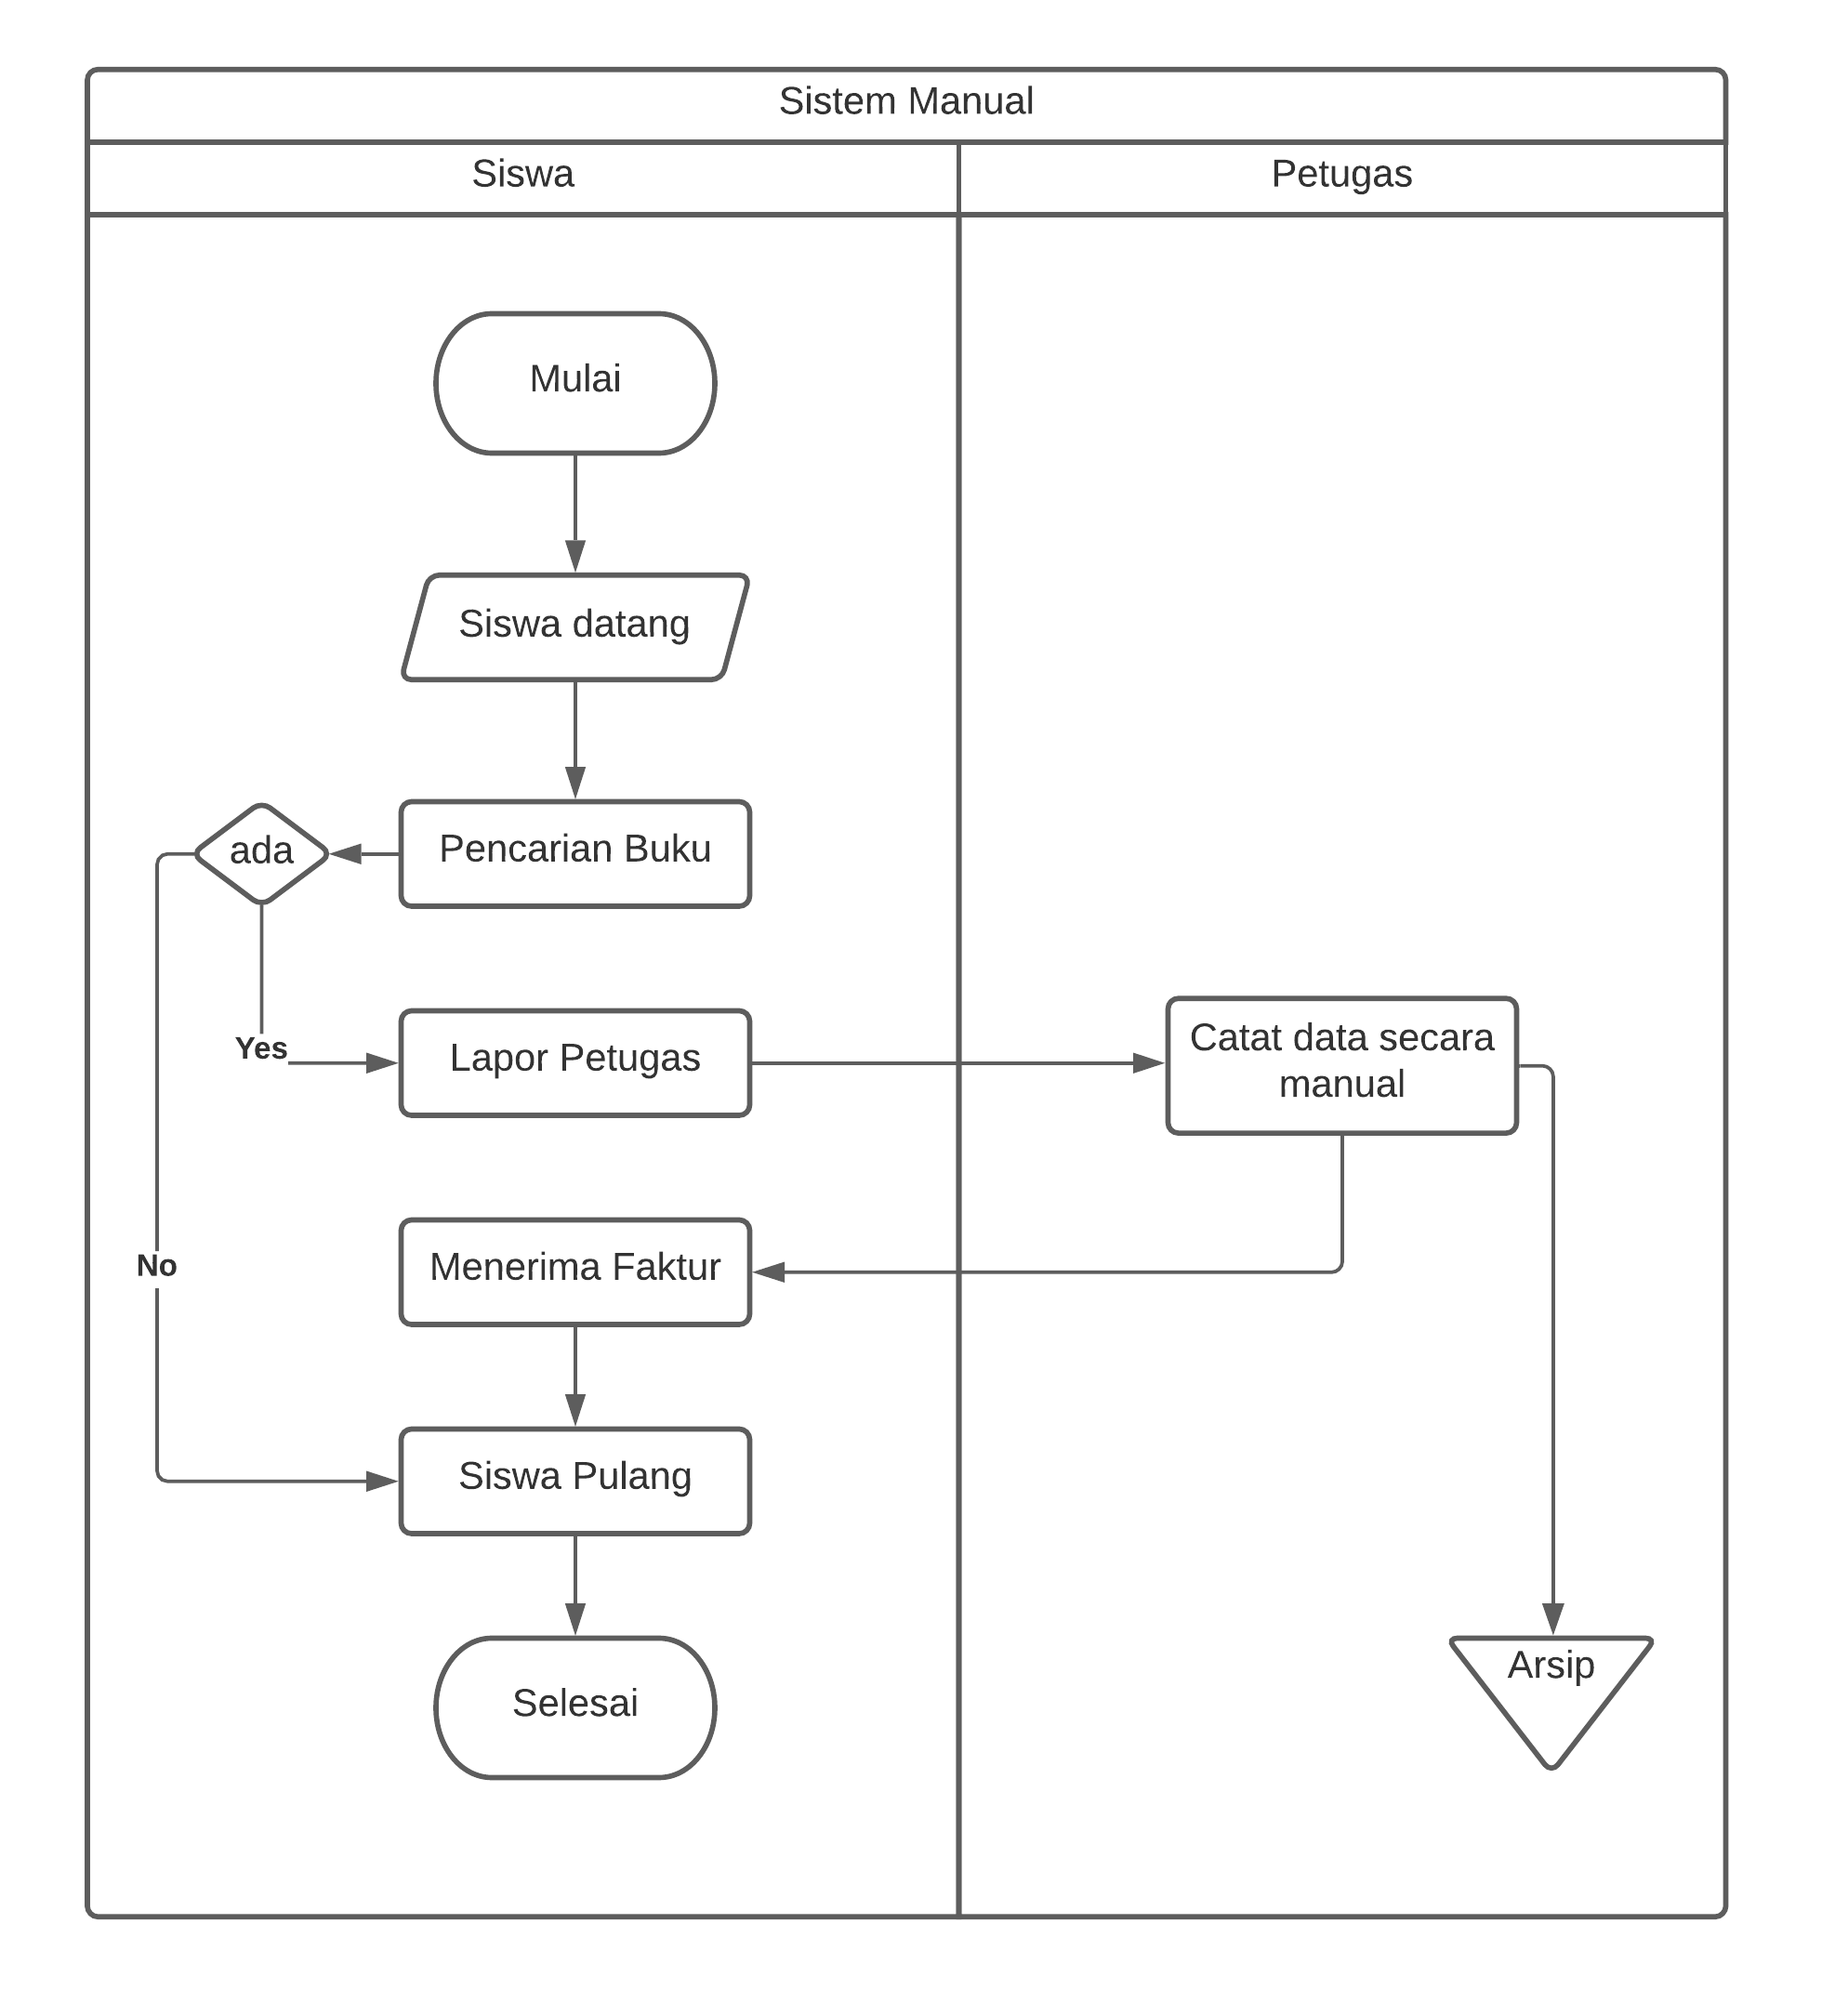 Sistem Manual
Siswa
Petugas
Mulai
Siswa datang
Pencarian Buku
ada
Yes
Lapor Petugas
Catat data secara
manual
No
Menerima Faktur
Siswa Pulang
Selesai
Arsip